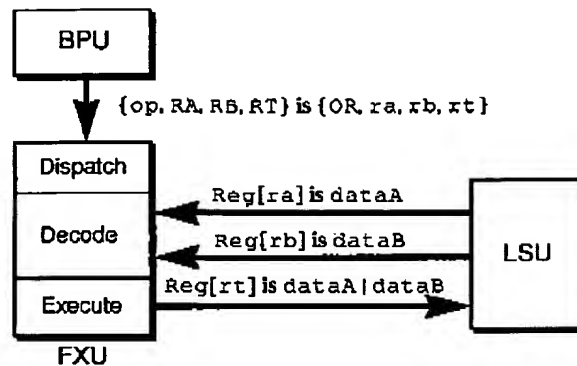 BPU
{op, RA, RB, RT} is {OR, ra, rb, rt}
Dispatch
Reg[ra] is dataA
Decode
Reg[rb] is dataB
LSU
Execute
Reg[rt] is dataA|dataB
FXU